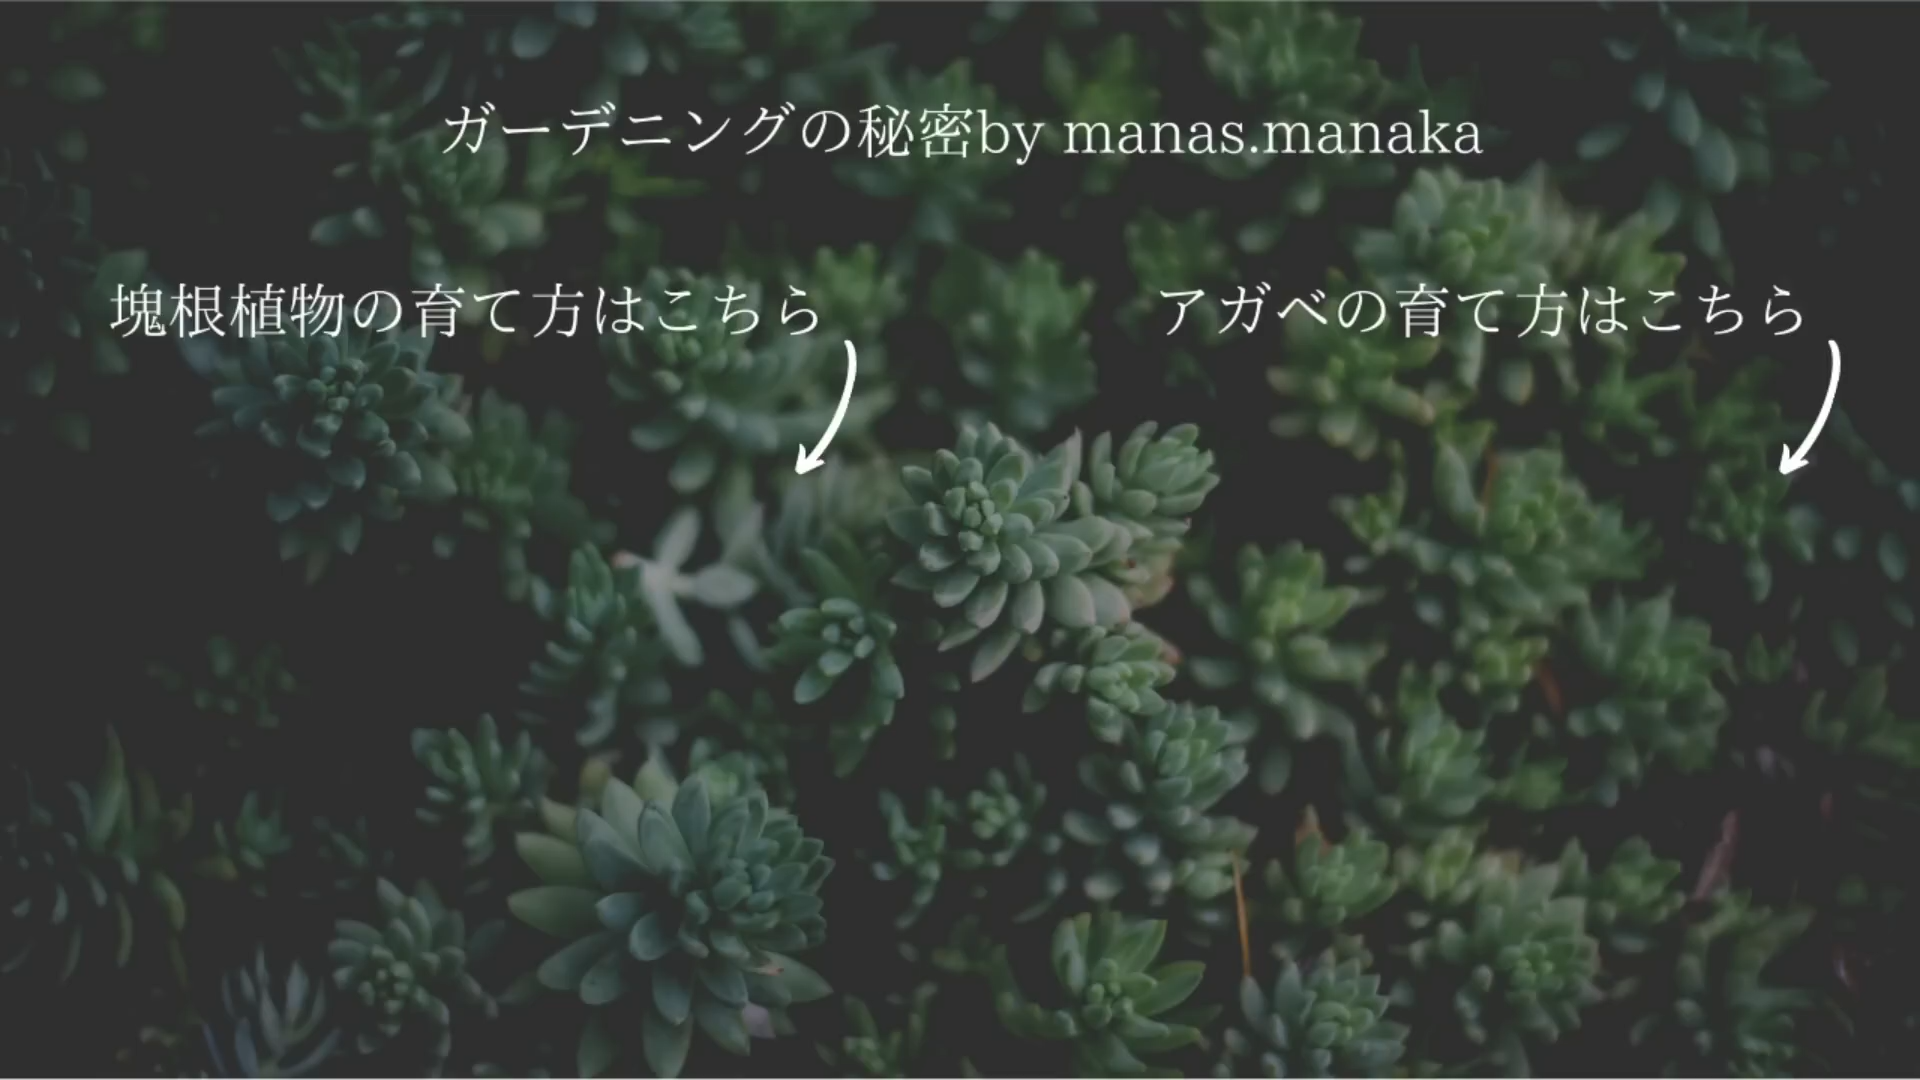 ガーデニングの秘密by manas.manaka
塊根植物の育て方はこちら
アガベの育て方はこちら